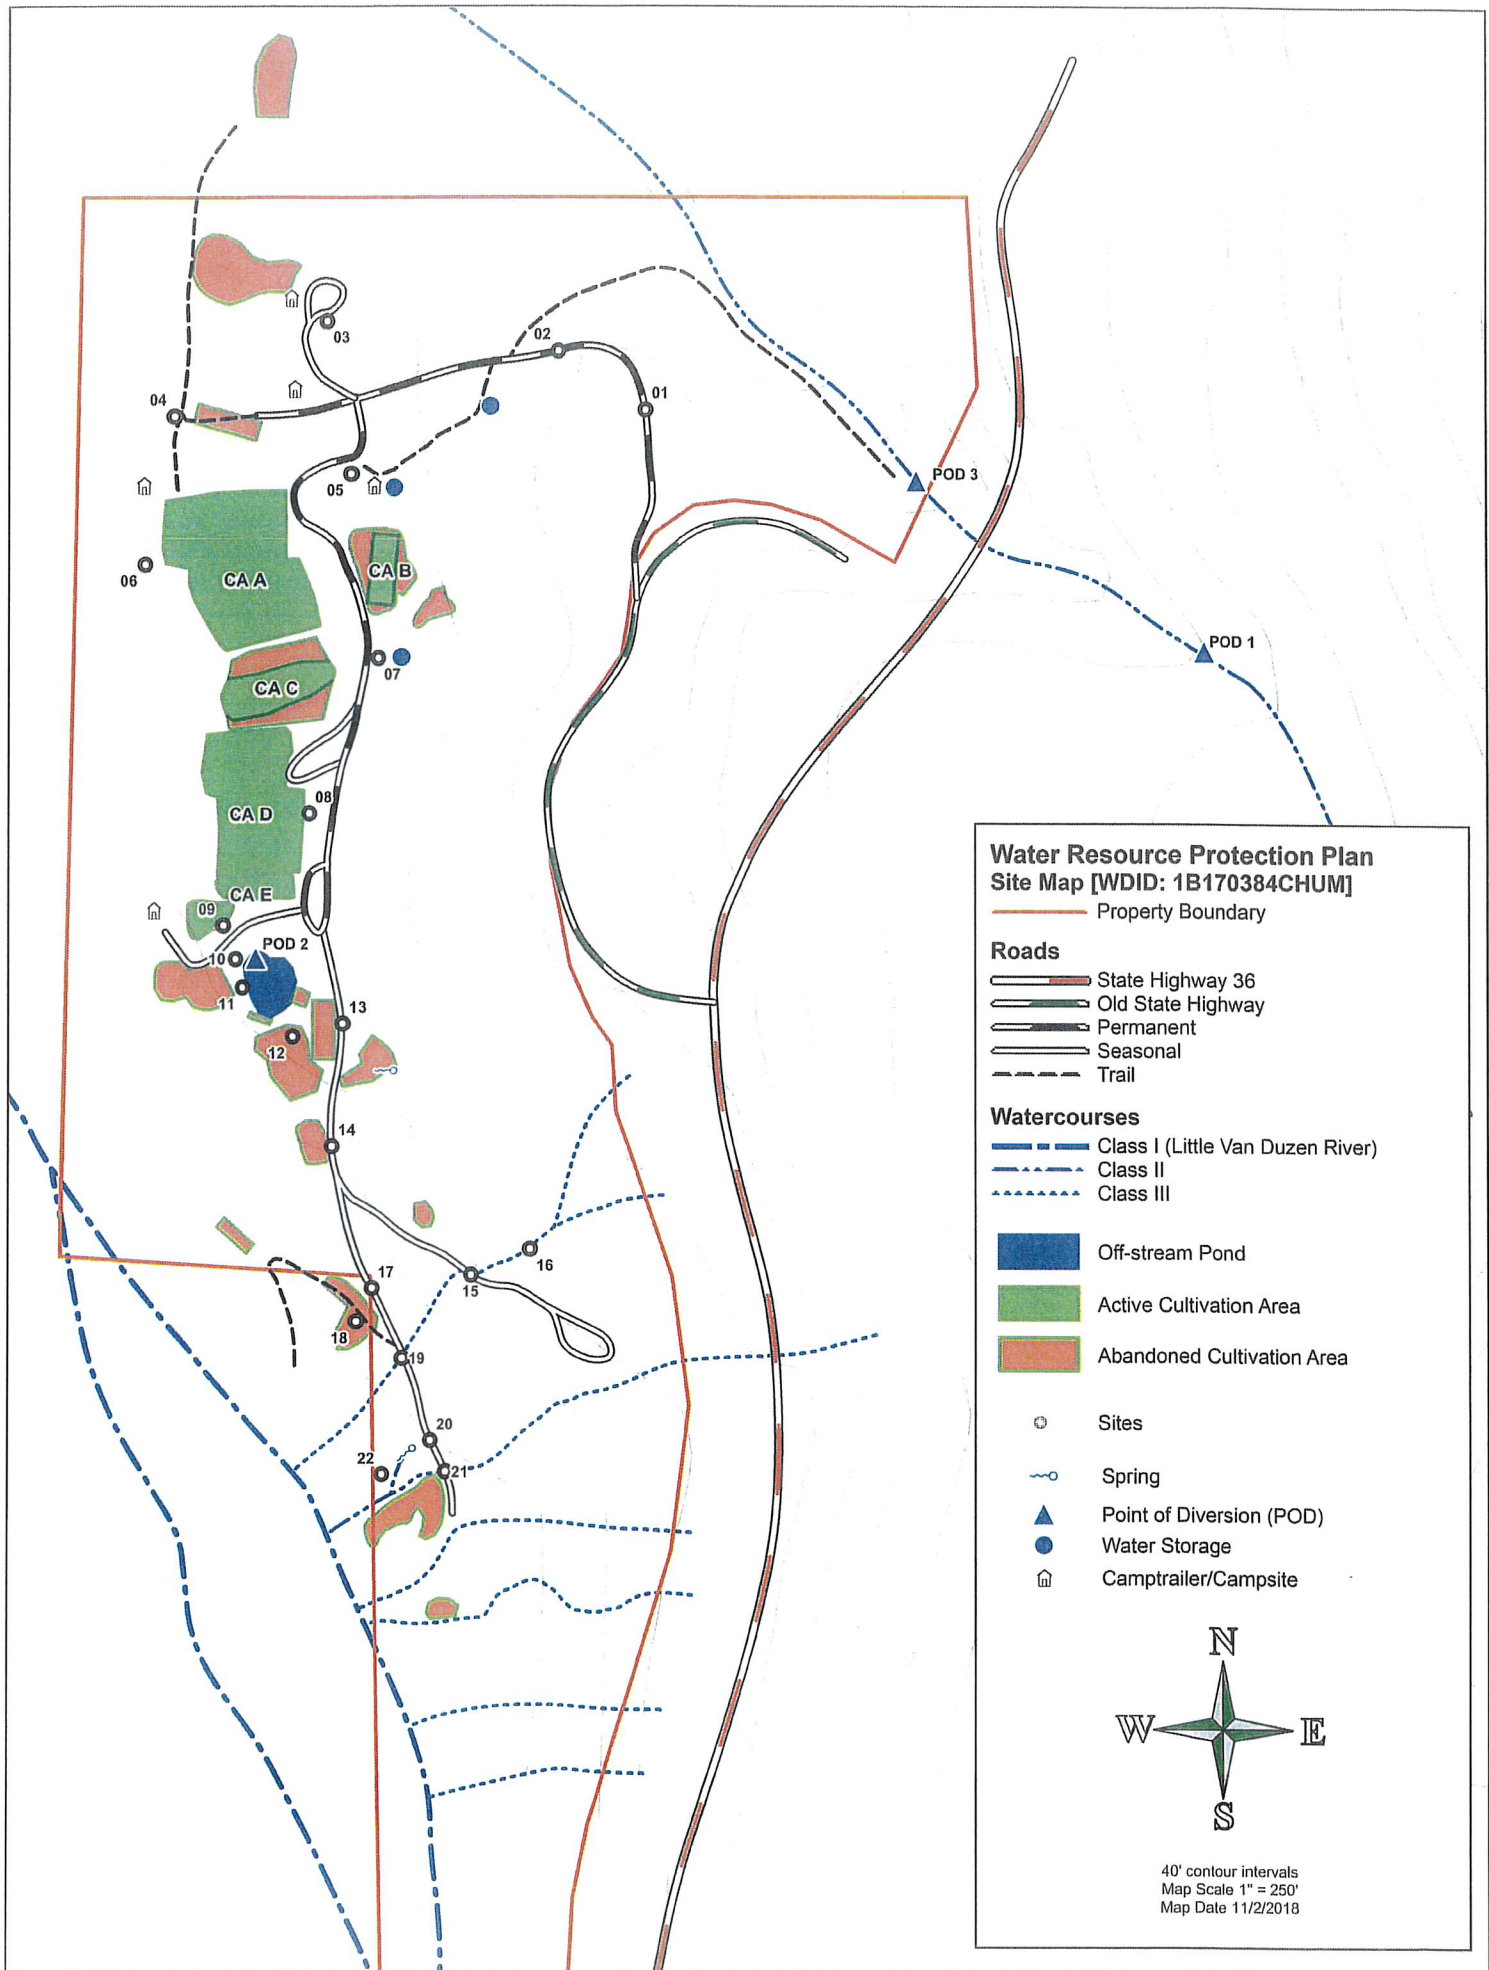 03
02
04
01
05
POD 3
06
CA A
CA B
POD 1
07
CA C
08
CA D
CA E
09
POD 2
10
11
13
12
14
16
15
17
18
19
20
22
21
Water Resource Protection Plan
Site Map [WDID: 1B170384CHUM]
Property Boundary
Roads
State Highway 36
Old State Highway
Permanent
Seasonal
Trail
Watercourses
Class I (Little Van Duzen River)
Class II
Class III
Off-stream Pond
Active Cultivation Area
Abandoned Cultivation Area
Sites
Spring
Point of Diversion (POD)
Water Storage
Camptrailer/Campsite
N
W E
S
40' contour intervals
Map Scale 1" = 250'
Map Date 11/2/2018